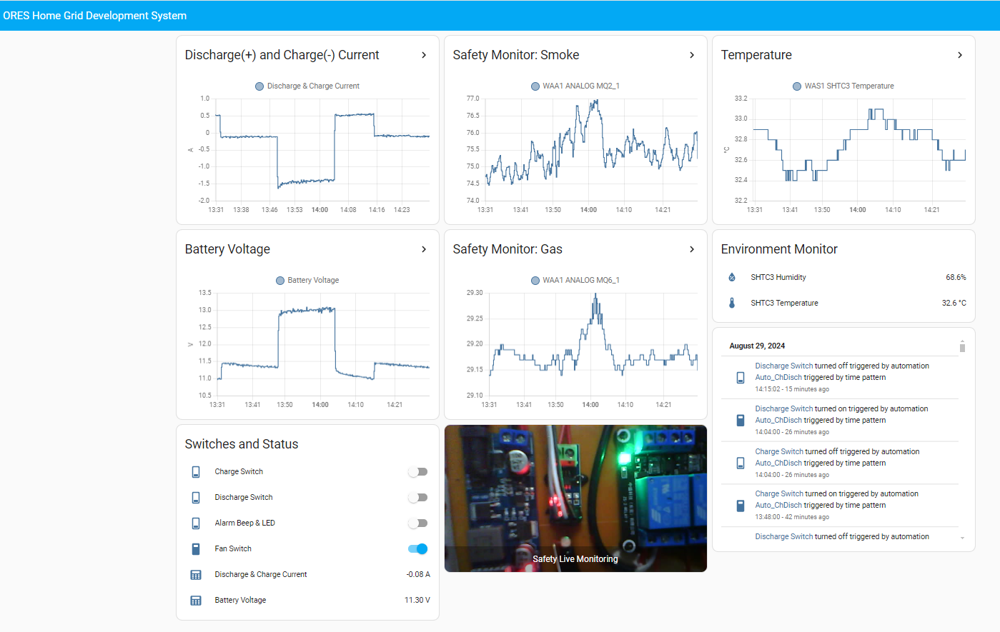 ORES Home Grid Development System
Discharge(+) and Charge(-) Current
Discharge & Charge Current
1.0
0.5
0
-0.5
-1.0
-1.5
-2.0
A
13:31 13:38 13:46 13:53 14:00 14:08 14:16 14:23
Safety Monitor: Smoke
WAA1 ANALOG MQ2_1
77.0
76.5
76.0
75.5
75.0
74.5
74.0
13:31 13:41 13:50 14:00 14:10 14:21
Temperature
WAS1 SHTC3 Temperature
33.2
33.0
32.8
32.6
32.4
32.2
°C
13:31 13:41 13:50 14:00 14:10 14:21
Battery Voltage
Battery Voltage
13.5
13.0
12.5
12.0
11.5
11.0
10.5
V
13:31 13:41 13:50 14:00 14:10 14:21
Safety Monitor: Gas
WAA1 ANALOG MQ6_1
29.30
29.25
29.20
29.15
29.10
13:31 13:41 13:50 14:00 14:10 14:21
Environment Monitor
SHTC3 Humidity 68.6%
SHTC3 Temperature 32.6 °C
August 29, 2024
Discharge Switch turned off triggered by automation
Auto_ChDisch triggered by time pattern
14:15:02 - 15 minutes ago
Discharge Switch turned on triggered by automation
Auto_ChDisch triggered by time pattern
14:04:00 - 26 minutes ago
Charge Switch turned off triggered by automation
Auto_ChDisch triggered by time pattern
14:04:00 - 26 minutes ago
Charge Switch turned on triggered by automation
Auto_ChDisch triggered by time pattern
13:48:00 - 42 minutes ago
Discharge Switch turned off triggered by automation
Switches and Status
Charge Switch
Discharge Switch
Alarm Beep & LED
Fan Switch
Discharge & Charge Current -0.08 A
Battery Voltage 11.30 V
Safety Live Monitoring